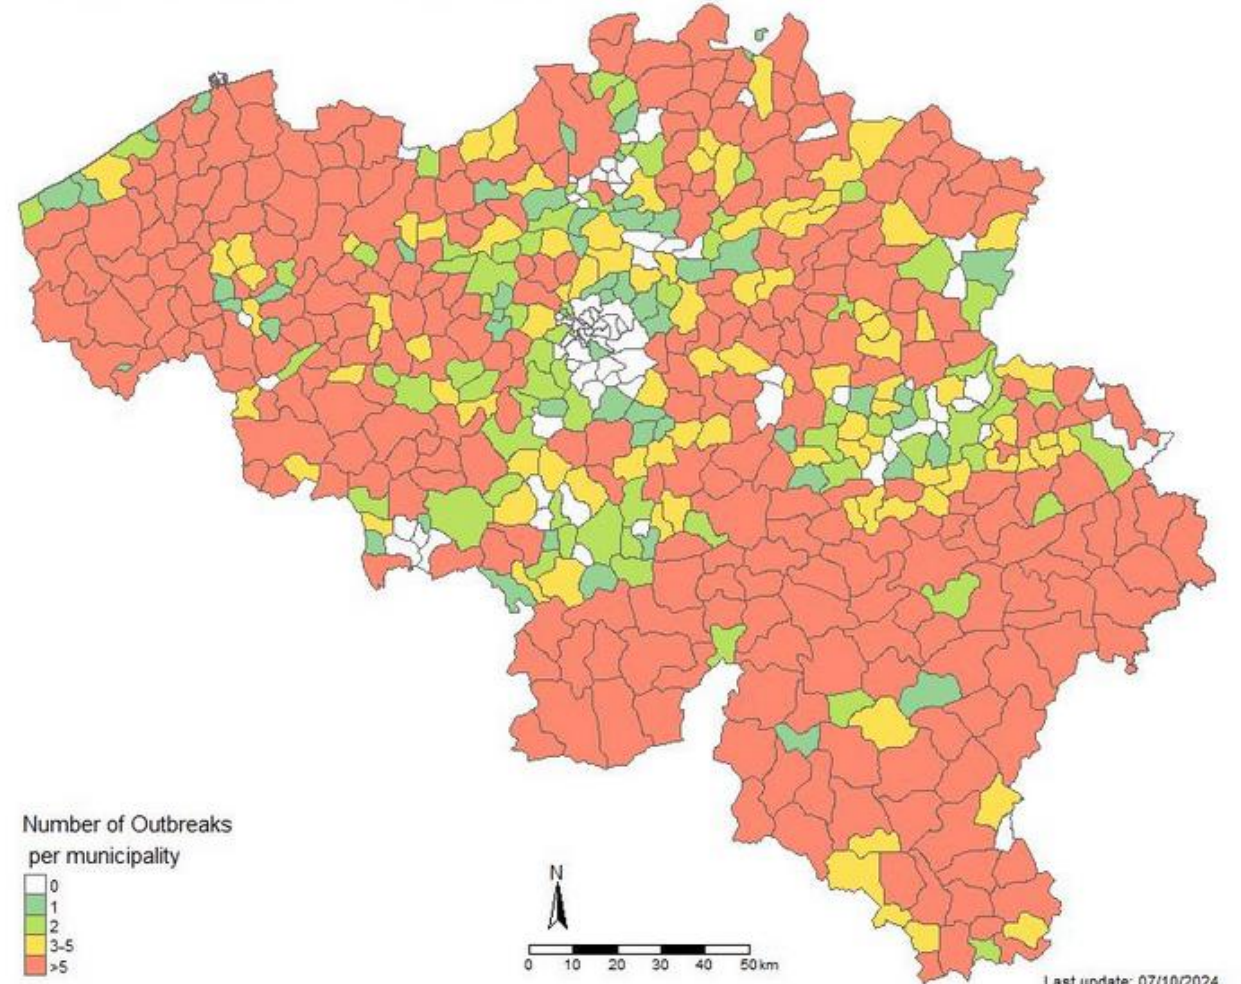 Number of Outbreaks
per municipality
0
1
2
3-5
>5
N
0 10 20 30 40 50 km
Last update: 07/10/2024